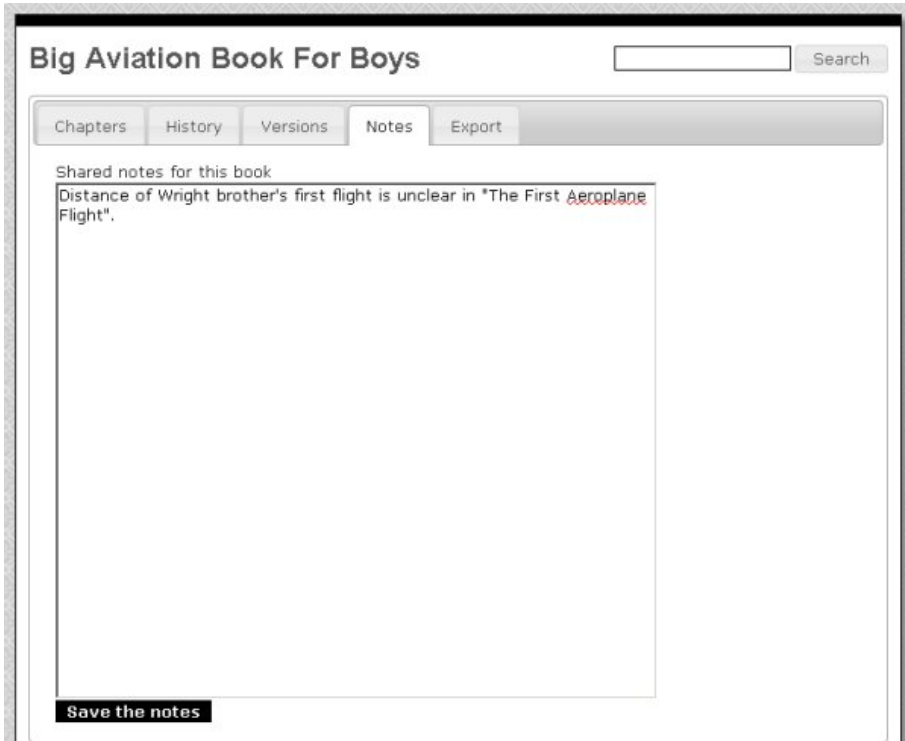 Big Aviation Book For Boys
Search
Chapters History Versions Notes Export
Shared notes for this book
Distance of Wright brother's first flight is unclear in "The First Aeroplane
Flight".
Save the notes